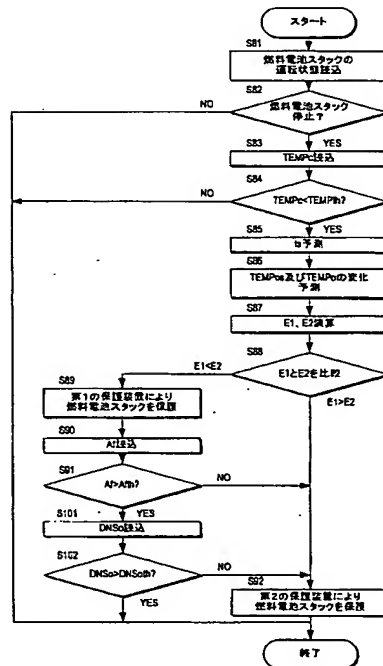 スタート
S81
燃料電池スタックの
運転状態読込
S82
燃料電池スタック
停止?
NO
YES
S83
TEMPc読込
S84
TEMPc<TEMPth?
NO
YES
S85
ts予測
S86
TEMPos及びTEMPoの変化
予測
S87
E1、E2演算
S88
E1とE2を比較
E1<E2
E1>E2
S89
第1の保護装置により
燃料電池スタックを保護
S90
Af読込
S91
Af>Afth?
NO
YES
S101
DNSo読込
S102
DNSo>DNSoth?
NO
YES
S92
第2の保護装置により
燃料電池スタックを保護
終了